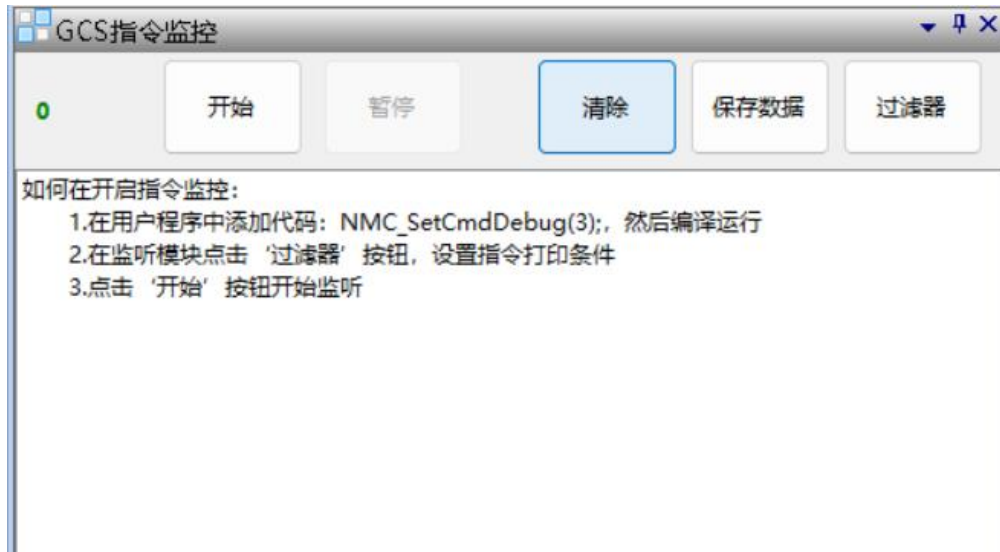 GCS指令监控
0 开始 暂停 清除 保存数据 过滤器
如何在开启指令监控：
1.在用户程序中添加代码：NMC_SetCmdDebug(3);，然后编译运行
2.在监听模块点击‘过滤器’按钮，设置指令打印条件
3.点击‘开始’按钮开始监听